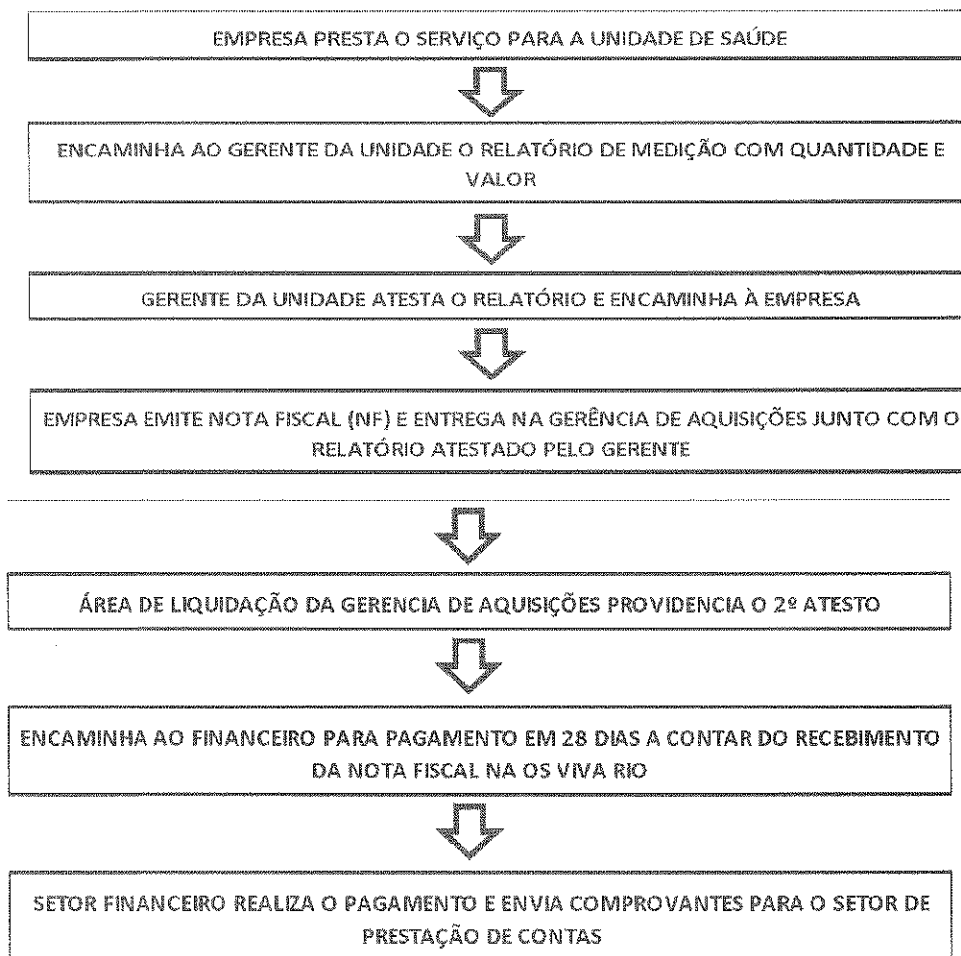 EMPRESA PRESTA O SERVIÇO PARA A UNIDADE DE SAÚDE
ENCAMINHA AO GERENTE DA UNIDADE O RELATÓRIO DE MEDIÇÃO COM QUANTIDADE E
VALOR
GERENTE DA UNIDADE ATESTA O RELATÓRIO E ENCAMINHA À EMPRESA
EMPRESA EMITE NOTA FISCAL (NF) E ENTREGA NA GERÊNCIA DE AQUISIÇÕES JUNTO COM O
RELATÓRIO ATESTADO PELO GERENTE
ÁREA DE LIQUIDAÇÃO DA GERENCIA DE AQUISIÇÕES PROVIDENCIA O 2º ATESTO
ENCAMINHA AO FINANCEIRO PARA PAGAMENTO EM 28 DIAS A CONTAR DO RECEBIMENTO
DA NOTA FISCAL NA OS VIVA RIO
SETOR FINANCEIRO REALIZA O PAGAMENTO E ENVIA COMPROVANTES PARA O SETOR DE
PRESTAÇÃO DE CONTAS